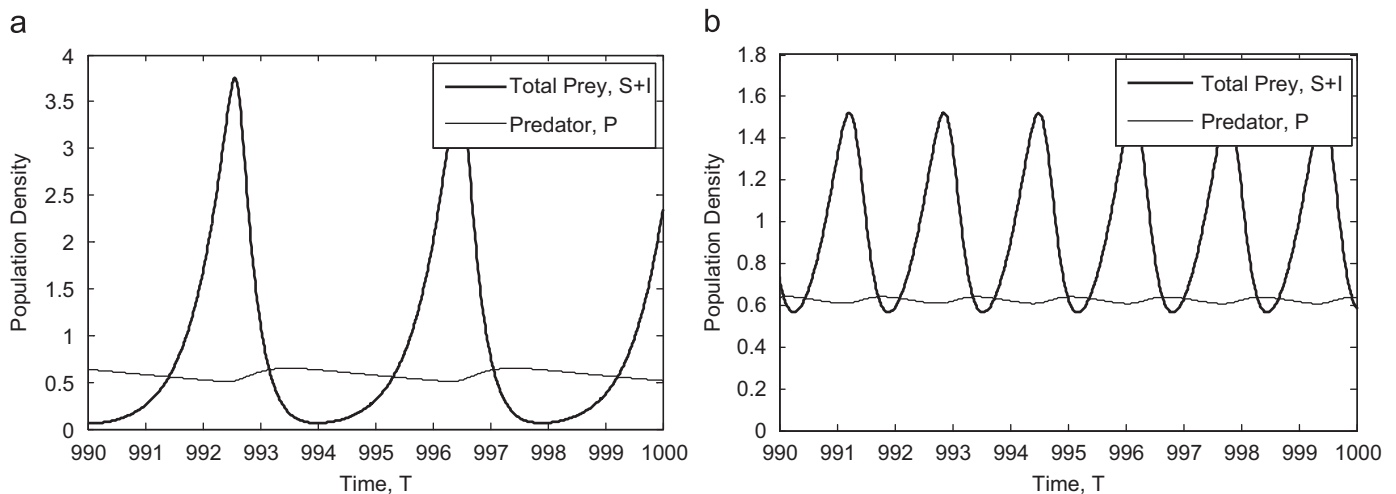 a
4
3.5
3
2.5
2
1.5
1
0.5
0
Population Density
Total Prey, S+I
Predator, P
990 991 992 993 994 995 996 997 998 999 1000
Time, T
b
1.8
1.6
1.4
1.2
1
0.8
0.6
0.4
0.2
0
Population Density
Total Prey, S+I
Predator, P
990 991 992 993 994 995 996 997 998 999 1000
Time, T